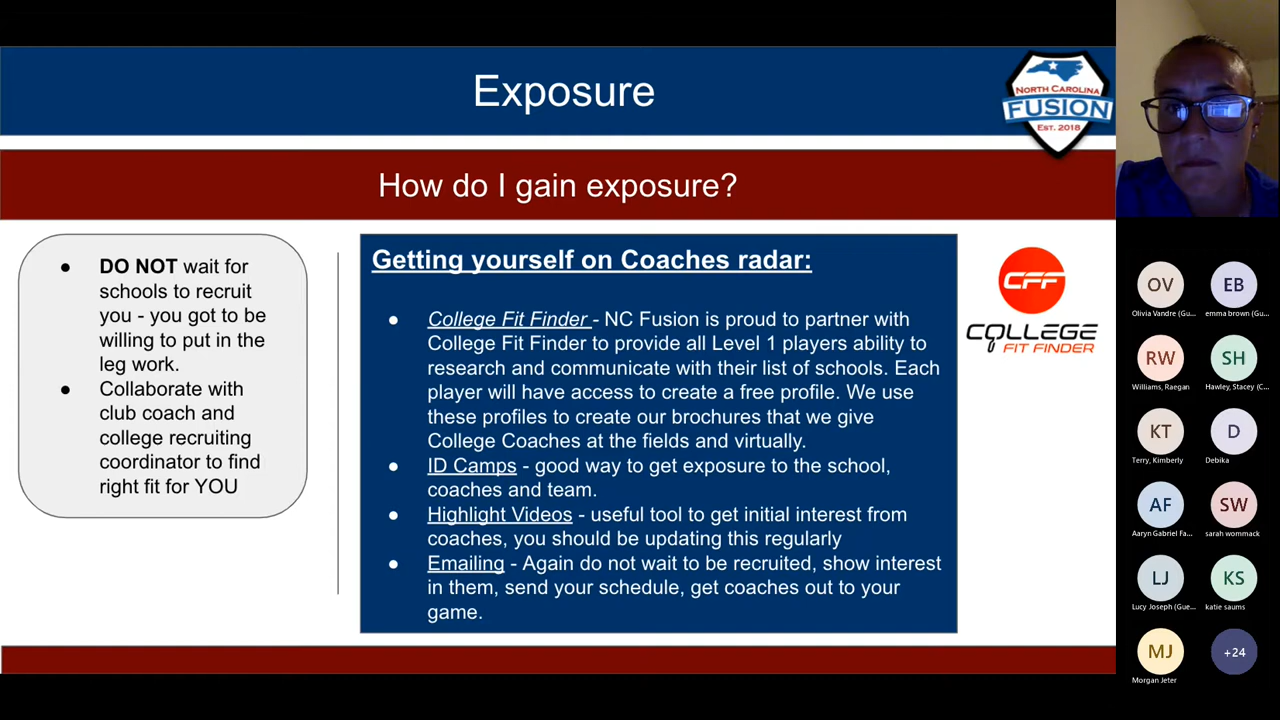 Exposure
NORTH CAROLINA
FUSION
EST. 2018
How do I gain exposure?
● DO NOT wait for
schools to recruit
you - you got to be
willing to put in the
leg work.
● Collaborate with
club coach and
college recruiting
coordinator to find
right fit for YOU
Getting yourself on Coaches radar:
● College Fit Finder - NC Fusion is proud to partner with
College Fit Finder to provide all Level 1 players ability to
research and communicate with their list of schools. Each
player will have access to create a free profile. We use
these profiles to create our brochures that we give
College Coaches at the fields and virtually.
● ID Camps - good way to get exposure to the school,
coaches and team.
● Highlight Videos - useful tool to get initial interest from
coaches, you should be updating this regularly
● Emailing - Again do not wait to be recruited, show interest
in them, send your schedule, get coaches out to your
game.
CFF
COLLEGE
FIT FINDER
OV
Olivia Vandre (Gu...
EB
emma brown (Gu...
RW
Williams, Raegan
SH
Hawley, Stacey (C...
KT
Terry, Kimberly
D
Debika
AF
Aaryn Gabriel Fa...
SW
sarah wommack
LJ
Lucy Joseph (Gue...
KS
katie saums
MJ
Morgan Jeter
+24